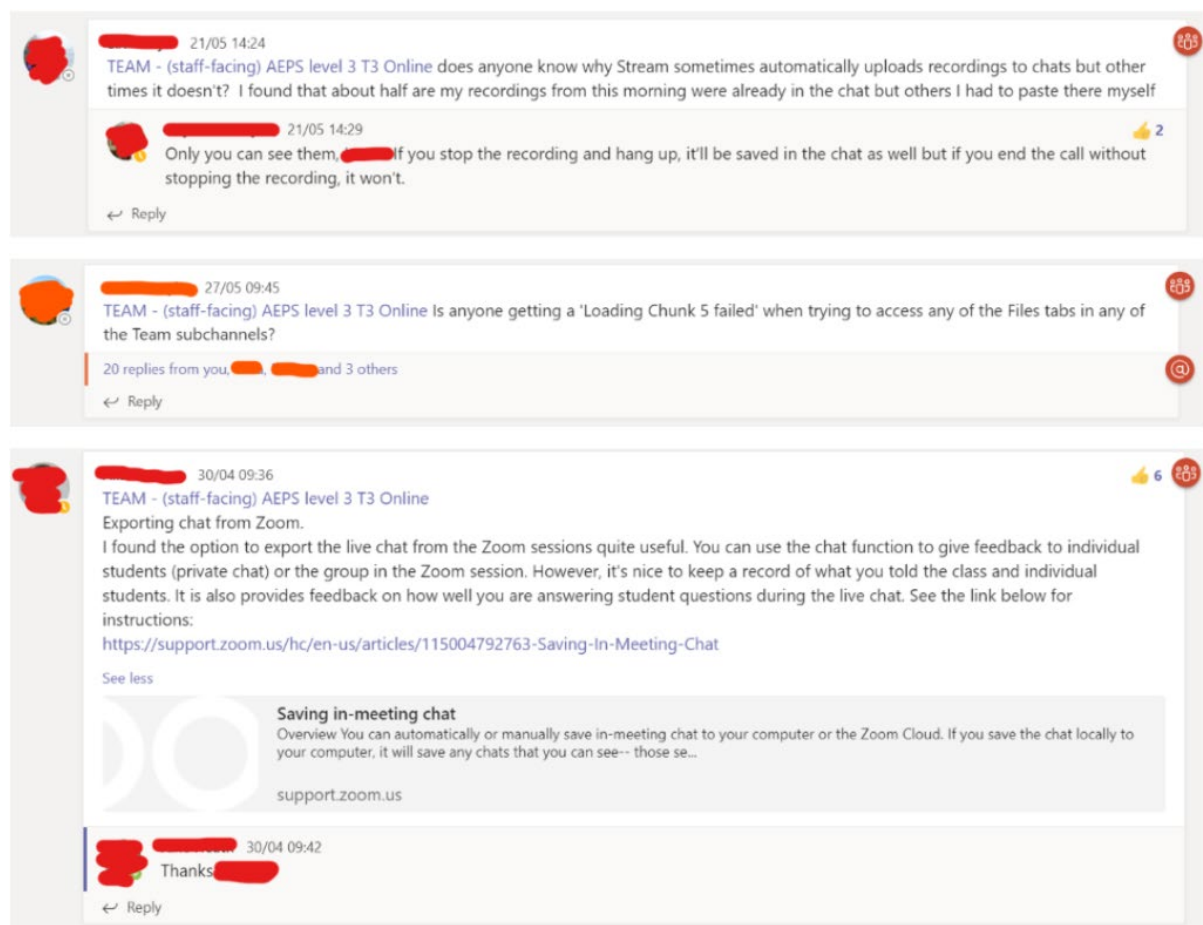 21/05 14:24
TEAM - (staff-facing) AEPS level 3 T3 Online does anyone know why Stream sometimes automatically uploads recordings to chats but other
times it doesn't? I found that about half are my recordings from this morning were already in the chat but others I had to paste there myself
21/05 14:29
2
Only you can see them, If you stop the recording and hang up, it'll be saved in the chat as well but if you end the call without
stopping the recording, it won't.
Reply
27/05 09:45
TEAM - (staff-facing) AEPS level 3 T3 Online Is anyone getting a 'Loading Chunk 5 failed' when trying to access any of the Files tabs in any of
the Team subchannels?
20 replies from you, , and 3 others
@
Reply
30/04 09:36
6
TEAM - (staff-facing) AEPS level 3 T3 Online
Exporting chat from Zoom.
I found the option to export the live chat from the Zoom sessions quite useful. You can use the chat function to give feedback to individual
students (private chat) or the group in the Zoom session. However, it's nice to keep a record of what you told the class and individual
students. It is also provides feedback on how well you are answering student questions during the live chat. See the link below for
instructions:
https://support.zoom.us/hc/en-us/articles/115004792763-Saving-In-Meeting-Chat
See less
Saving in-meeting chat
Overview You can automatically or manually save in-meeting chat to your computer or the Zoom Cloud. If you save the chat locally to
your computer, it will save any chats that you can see-- those se...
support.zoom.us
30/04 09:42
Thanks
Reply